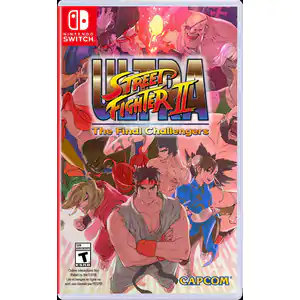 NINTENDO
SWITCH
ULTRA
STREET
FIGHTER II
The Final Challengers
T
CAPCOM